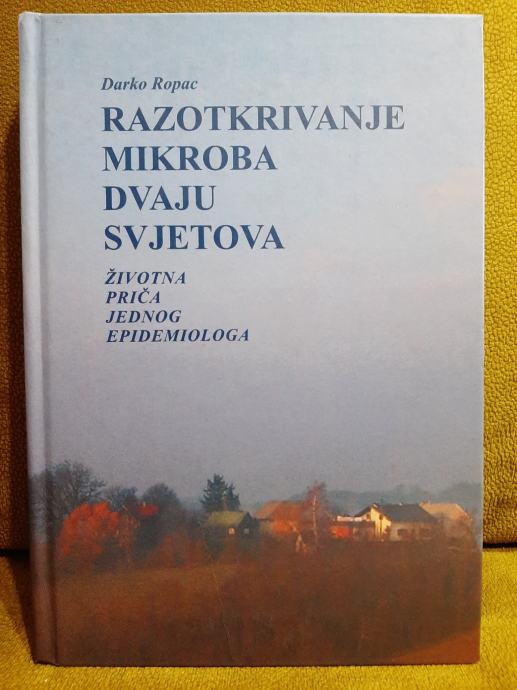 Darko Ropac
RAZOTKRIVANJE
MIKROBA
DVAJU
SVJETOVA
ŽIVOTNA
PRIČA
JEDNOG
EPIDEMIOLOGA